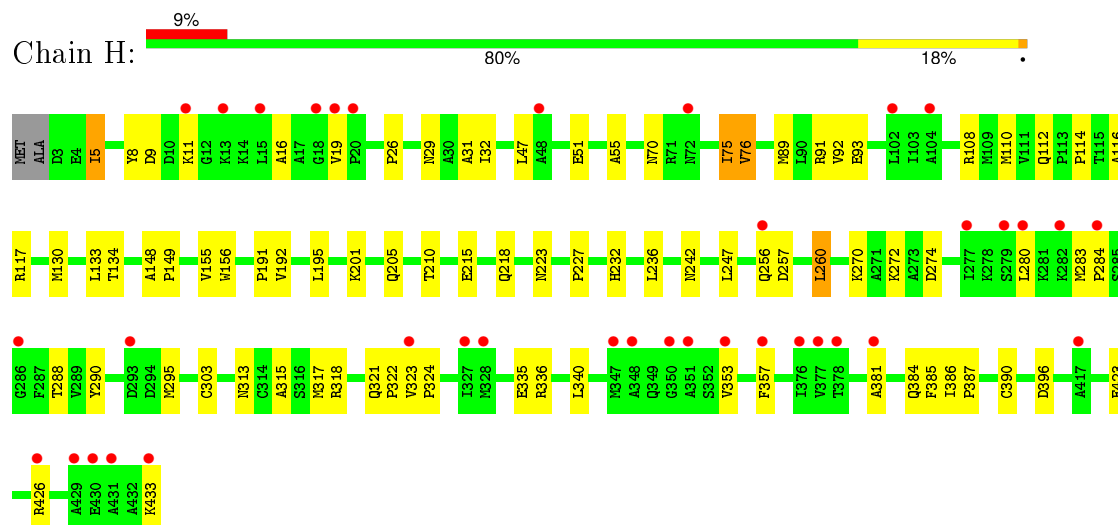 9%
Chain H:
80% 18% •
MET ALA D3 E4 I5 Y8 D9 D10 K11 G12 K13 K14 L15 A16 A17 G18 V19 P20 P26 N29 A30 A31 I32 L47 A48 E51 A55 N70 R71 N72 I75 V76 M89 L90 R91 V92 E93 L102 I103 A104 R108 M109 M110 V111 Q112 P113 P114 T115 A116
R117 M130 L133 T134 A148 P149 V155 W156 P191 V192 L195 K201 Q205 T210 E215 Q218 N223 P227 H232 L236 N242 L247 Q256 D257 L260 K270 A271 K272 A273 D274 I277 K278 S279 L280 K281 K282 M283 P284 S285
G286 F287 T288 V289 Y290 D293 D294 M295 C303 N313 C314 A315 S316 M317 R318 Q321 P322 V323 P324 I327 M328 E335 R336 L340 M347 A348 Q349 G350 A351 S352 V353 F357 I376 V377 T378 A381 Q384 F385 I386 P387 C390 D396 A417
R426 A429 E430 A431 A432 K433